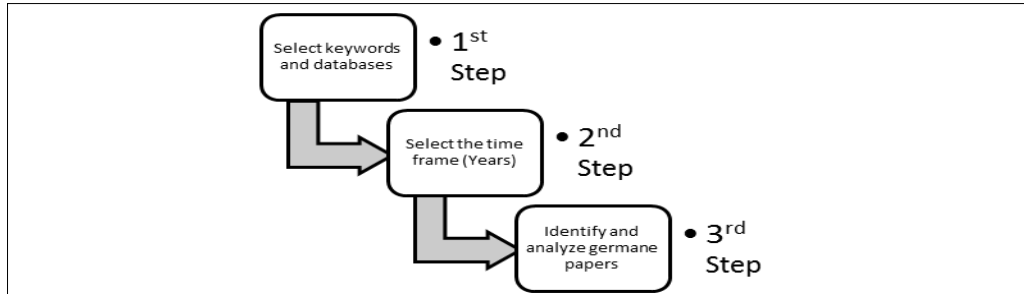 Select keywords
and databases
• 1st
Step
Select the time
frame (Years)
• 2nd
Step
Identify and
analyze germane
papers
• 3rd
Step